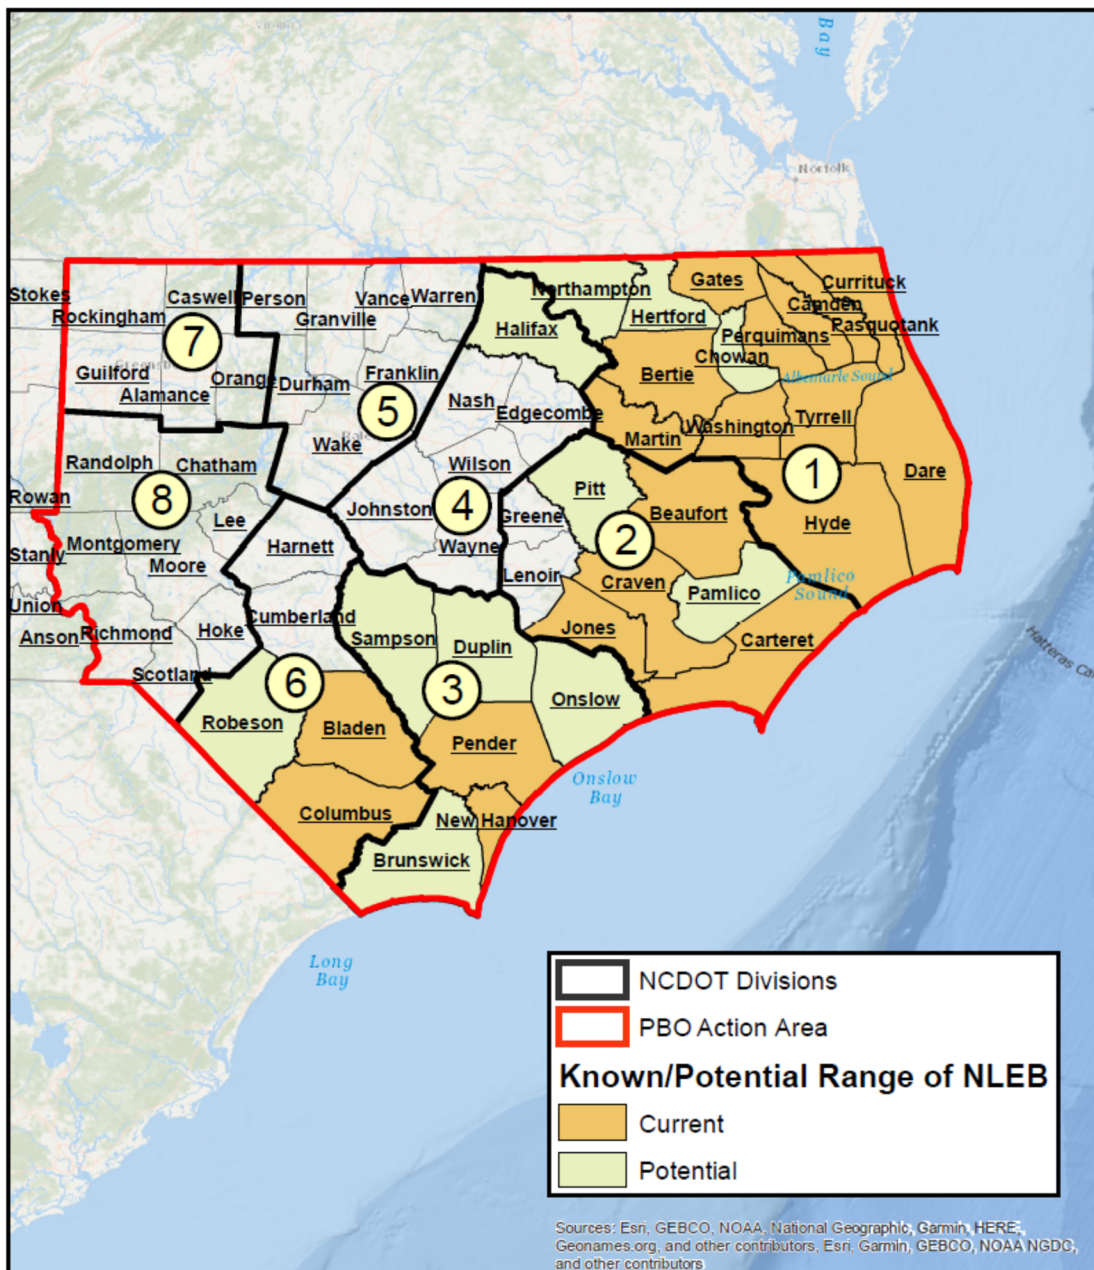 Bay
Norfolk
Stokes
Rockingham
Caswell
Person
Vance
Warren
Granville
Northampton
Hertford
Gates
Currituck
Camden
Pasquotank
Perquimans
Chowan
Halifax
7
Guilford
Alamance
Orange
Durham
Franklin
5
Nash
Edgecombe
Bertie
Albemarle Sound
Martin
Washington
Tyrrell
Wake
Wilson
Randolph
Chatham
8
Rowan
Lee
Johnston
4
Greene
Pitt
2
Beaufort
1
Dare
Hyde
Stanly
Montgomery
Moore
Harnett
Wayne
Lenoir
Craven
Pamlico
Pamlico
Sound
Union
Anson
Richmond
Hoke
Cumberland
Scotland
Sampson
Duplin
Jones
Carteret
Hatteras
6
3
Onslow
Robeson
Bladen
Pender
Onslow
Bay
Columbus
New Hanover
Brunswick
Long
Bay
NCDOT Divisions
PBO Action Area
Known/Potential Range of NLEB
Current
Potential
Sources: Esri, GEBCO, NOAA, National Geographic, Garmin, HERE,
Geonames.org, and other contributors, Esri, Garmin, GEBCO, NOAA NGDC,
and other contributors